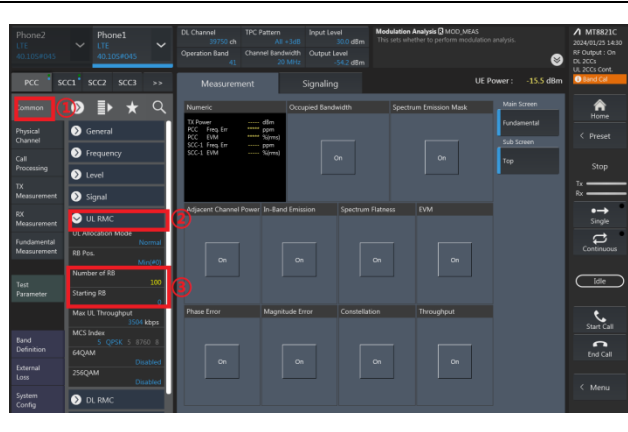 Phone2
LTE
40,105#045
Phone1
LTE
40,105#045
DL Channel
39750 ch
TPC Pattern
All +3dB
Input Level
30.0 dBm
Operation Band
41
Channel Bandwidth
20 MHz
Output Level
-54.2 dBm
Modulation Analysis MOD_MEAS
This sets whether to perform modulation analysis.
MT8821C
2024/01/25 14:30
RF Output : On
DL 2CCs
UL 2CCs Cont.
Band Cal
PCC
SCC1
SCC2
SCC3
>>
Measurement
Signaling
UE Power :
-15.5 dBm
Common
①
Physical
Channel
Call
Processing
TX
Measurement
RX
Measurement
Fundamental
Measurement
Test
Parameter
Band
Definition
External
Loss
System
Config
General
Frequency
Level
Signal
UL RMC
②
UL Allocation Mode
Normal
RB Pos.
Min(#0)
Number of RB
100
Starting RB
0
③
Max UL Throughput
3584 kbps
MCS Index
5 QPSK 5 8760 8
64QAM
Disabled
256QAM
Disabled
DL RMC
Numeric
TX Power ----- dBm
PCC Freq. Err ----- ppm
PCC EVM ----- %(rms)
SCC-1 Freq. Err ----- ppm
SCC-1 EVM ----- %(rms)
Occupied Bandwidth
On
Spectrum Emission Mask
On
Adjacent Channel Power
On
In-Band Emission
On
Spectrum Flatness
On
EVM
On
Phase Error
On
Magnitude Error
On
Constellation
On
Throughput
On
Main Screen
Fundamental
Sub Screen
Top
Home
Preset
Stop
Tx
Rx
Single
Continuous
Idle
Start Call
End Call
Menu